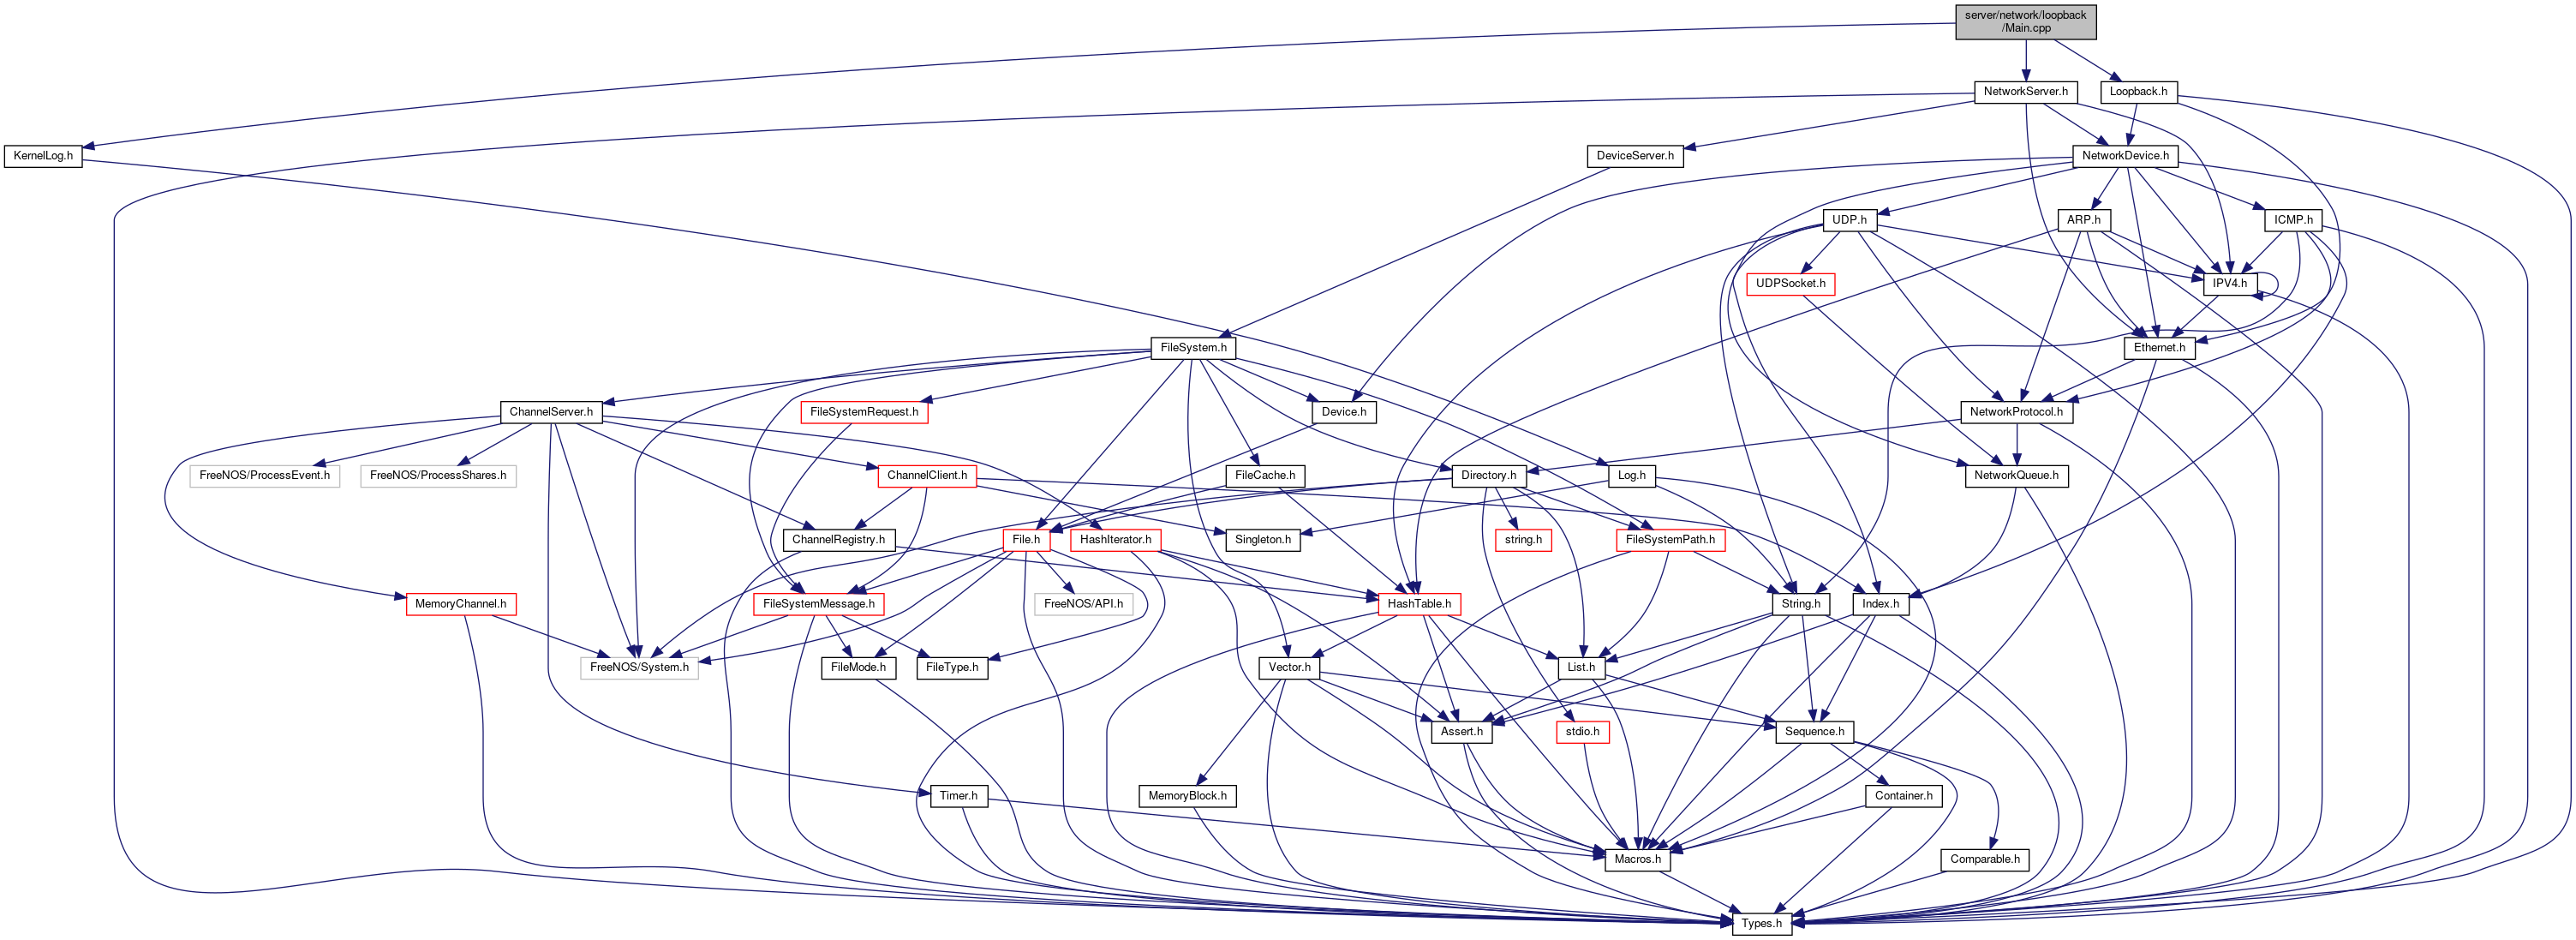 server/network/loopback
/Main.cpp
NetworkServer.h
Loopback.h
KernelLog.h
DeviceServer.h
NetworkDevice.h
UDP.h
ARP.h
ICMP.h
UDPSocket.h
IPV4.h
FileSystem.h
Ethernet.h
ChannelServer.h
FileSystemRequest.h
Device.h
NetworkProtocol.h
FreeNOS/ProcessEvent.h
FreeNOS/ProcessShares.h
ChannelClient.h
FileCache.h
Directory.h
Log.h
NetworkQueue.h
ChannelRegistry.h
File.h
HashIterator.h
Singleton.h
string.h
FileSystemPath.h
MemoryChannel.h
FileSystemMessage.h
FreeNOS/API.h
HashTable.h
String.h
Index.h
FreeNOS/System.h
FileMode.h
FileType.h
Vector.h
List.h
Assert.h
stdio.h
Sequence.h
Timer.h
MemoryBlock.h
Container.h
Macros.h
Comparable.h
Types.h